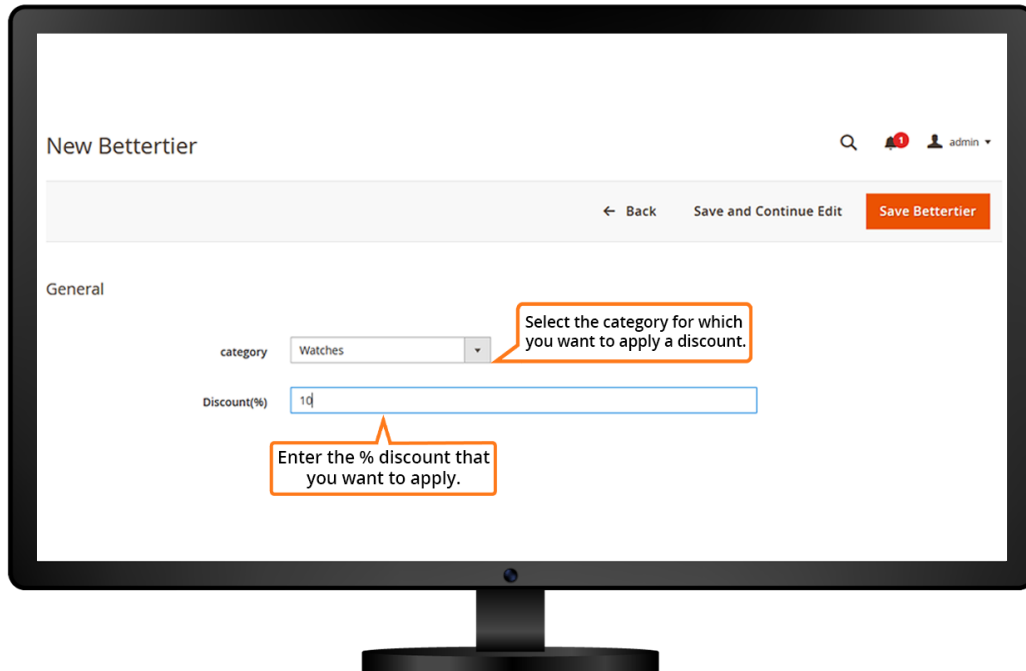 New Bettertier
1
admin
← Back
Save and Continue Edit
Save Bettertier
General
category
Watches
Select the category for which
you want to apply a discount.
Discount(%)
10
Enter the % discount that
you want to apply.